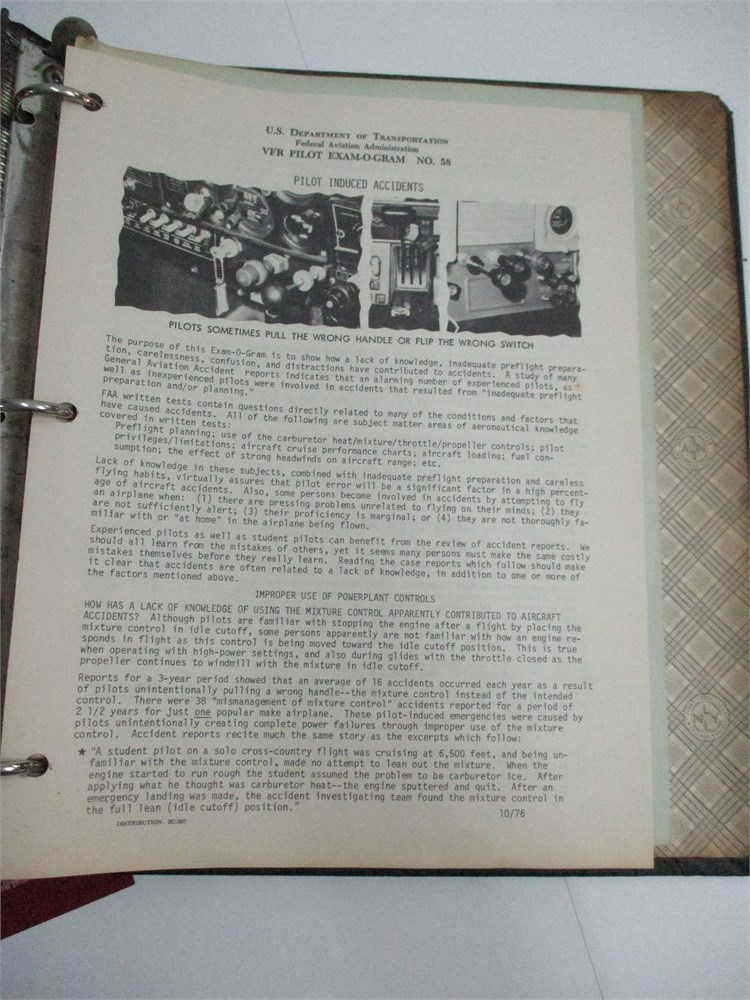 U.S. DEPARTMENT OF TRANSPORTATION
Federal Aviation Administration
VFR PILOT EXAM-O-GRAM NO. 58
PILOT INDUCED ACCIDENTS
PILOTS SOMETIMES PULL THE WRONG HANDLE OR FLIP THE WRONG SWITCH
The purpose of this Exam-O-Gram is to show how a lack of knowledge, inadequate preflight prepara-
tion, carelessness, confusion, and distractions have contributed to accidents. A study of many
General Aviation Accident reports indicates that an alarming number of experienced pilots, as
well as inexperienced pilots were involved in accidents that resulted from "inadequate preflight
preparation and/or planning."
FAA written tests contain questions directly related to many of the conditions and factors that
have caused accidents. All of the following are subject matter areas of aeronautical knowledge
covered in written tests:
Preflight planning; use of the carburetor heat/mixture/throttle/propeller controls; pilot
privileges/limitations; aircraft cruise performance charts; aircraft loading; fuel con-
sumption; the effect of strong headwinds on aircraft range; etc.
Lack of knowledge in these subjects, combined with inadequate preflight preparation and careless
flying habits, virtually assures that pilot error will be a significant factor in a high percent-
age of aircraft accidents. Also, some persons become involved in accidents by attempting to fly
an airplane when: (1) there are pressing problems unrelated to flying on their minds; (2) they
are not sufficiently alert; (3) their proficiency is marginal; or (4) they are not thoroughly fa-
miliar with or "at home" in the airplane being flown.
Experienced pilots as well as student pilots can benefit from the review of accident reports. We
should all learn from the mistakes of others, yet it seems many persons must make the same costly
mistakes themselves before they really learn. Reading the case reports which follow should make
it clear that accidents are often related to a lack of knowledge, in addition to one or more of
the factors mentioned above.
IMPROPER USE OF POWERPLANT CONTROLS
HOW HAS A LACK OF KNOWLEDGE OF USING THE MIXTURE CONTROL APPARENTLY CONTRIBUTED TO AIRCRAFT
ACCIDENTS? Although pilots are familiar with stopping the engine after a flight by placing the
mixture control in idle cutoff, some persons apparently are not familiar with how an engine re-
sponds in flight as this control is being moved toward the idle cutoff position. This is true
when operating with high-power settings, and also during glides with the throttle closed as the
propeller continues to windmill with the mixture in idle cutoff.
Reports for a 3-year period showed that an average of 16 accidents occurred each year as a result
of pilots unintentionally pulling a wrong handle--the mixture control instead of the intended
control. There were 38 "mismanagement of mixture control" accidents reported for a period of
2 1/2 years for just one popular make airplane. These pilot-induced emergencies were caused by
pilots unintentionally creating complete power failures through improper use of the mixture
control. Accident reports recite much the same story as the excerpts which follow:
★ "A student pilot on a solo cross-country flight was cruising at 6,500 feet, and being un-
familiar with the mixture control, made no attempt to lean out the mixture. When the
engine started to run rough the student assumed the problem to be carburetor ice. After
applying what he thought was carburetor heat--the engine sputtered and quit. After an
emergency landing was made, the accident investigating team found the mixture control in
the full lean (idle cutoff) position."
10/76
DISTRIBUTION: ZC-307